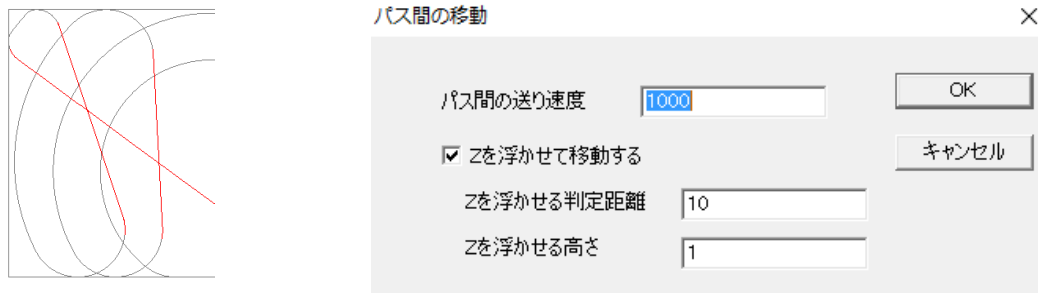 パス間の移動
パス間の送り速度 1000
OK
Zを浮かせて移動する
キャンセル
Zを浮かせる判定距離 10
Zを浮かせる高さ 1